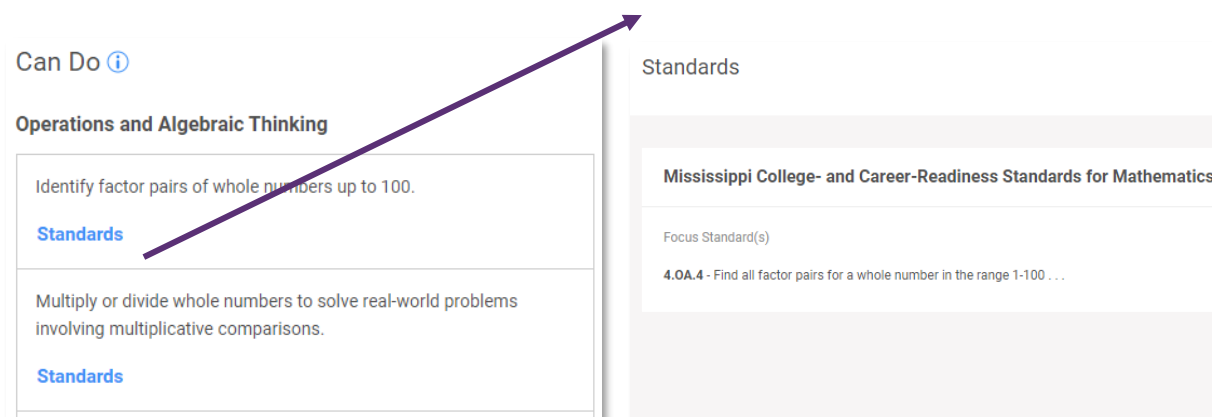 Can Do
Operations and Algebraic Thinking
Identify factor pairs of whole numbers up to 100.
Standards
Multiply or divide whole numbers to solve real-world problems
involving multiplicative comparisons.
Standards
Standards
Mississippi College- and Career-Readiness Standards for Mathematics
Focus Standard(s)
4.OA.4 - Find all factor pairs for a whole number in the range 1-100 . . .